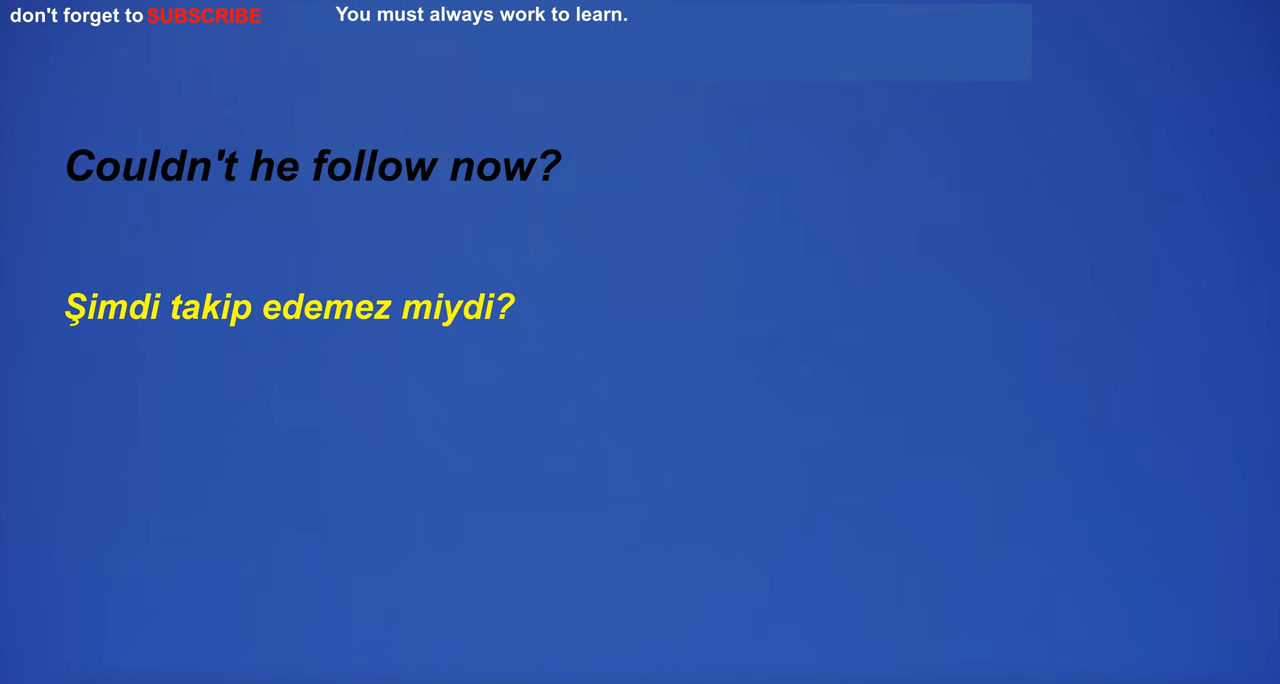 don't forget to SUBSCRIBE
You must always work to learn.
Couldn't he follow now?
Şimdi takip edemez miydi?